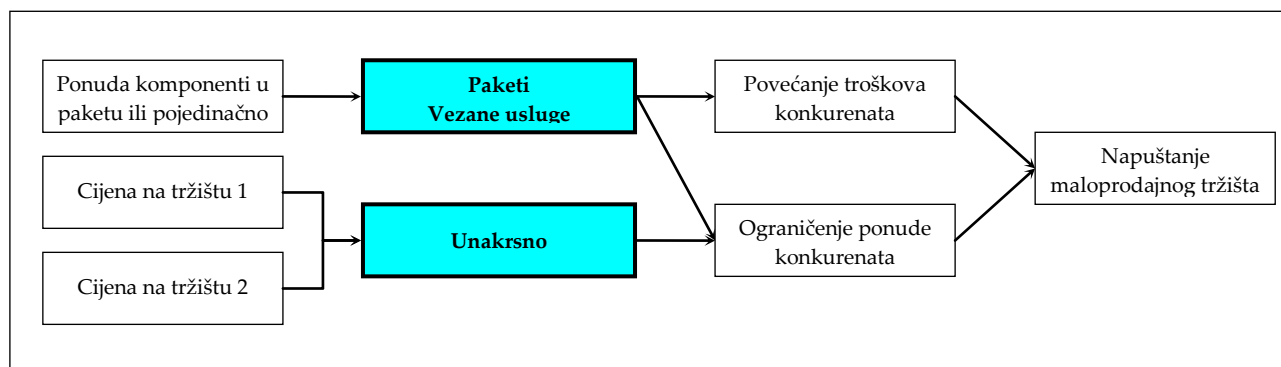 Ponuda komponenti u
paketu ili pojedinačno
Paketi
Vezane usluge
Povećanje troškova
konkurenata
Napuštanje
maloprodajnog tržišta
Cijena na tržištu 1
Unakrsno
Ograničenje ponude
konkurenata
Cijena na tržištu 2